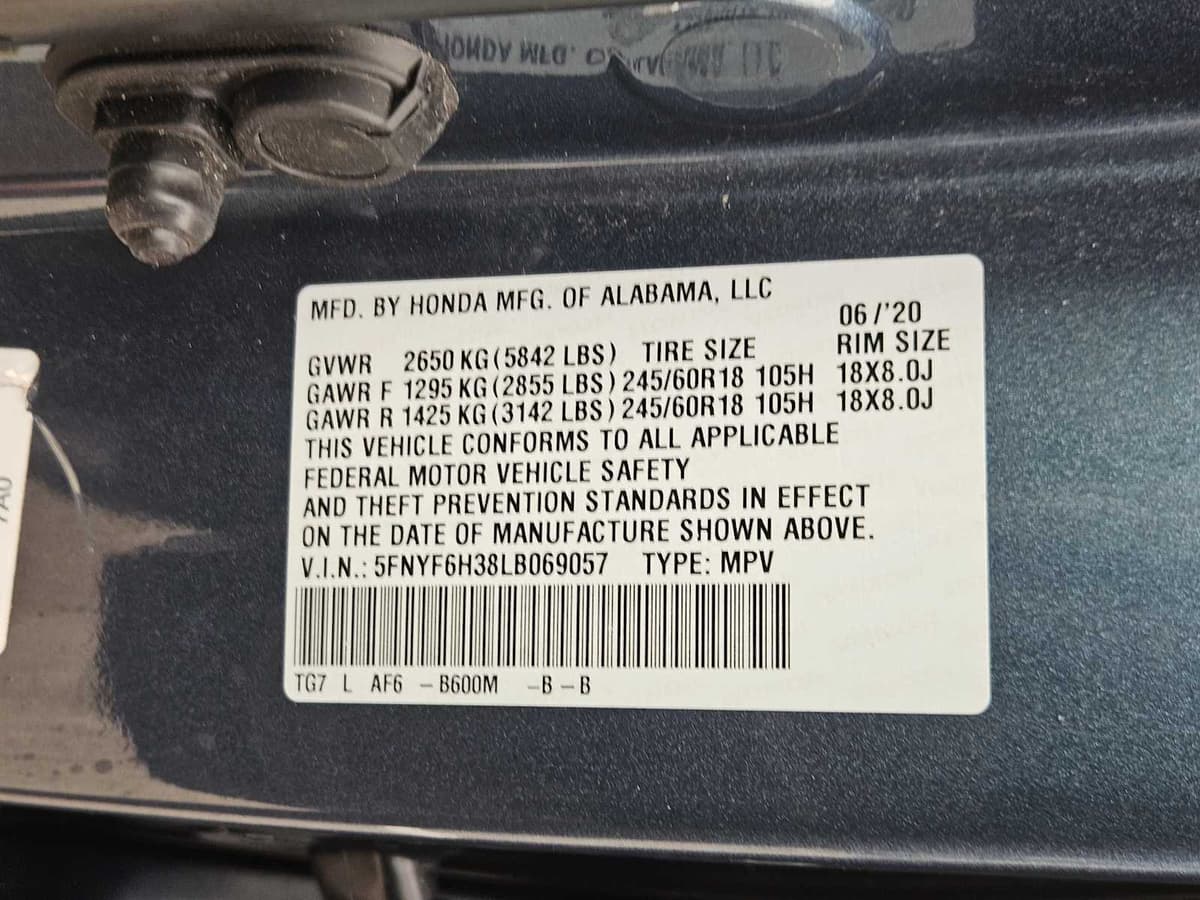 MFD. BY HONDA MFG. OF ALABAMA, LLC
06/'20
GVWR 2650 KG (5842 LBS) TIRE SIZE RIM SIZE
GAWR F 1295 KG (2855 LBS) 245/60R18 105H 18X8.0J
GAWR R 1425 KG (3142 LBS) 245/60R18 105H 18X8.0J
THIS VEHICLE CONFORMS TO ALL APPLICABLE
FEDERAL MOTOR VEHICLE SAFETY
AND THEFT PREVENTION STANDARDS IN EFFECT
ON THE DATE OF MANUFACTURE SHOWN ABOVE.
V.I.N.: 5FNYF6H38LB069057 TYPE: MPV
TG7 L AF6 -B600M -B-B